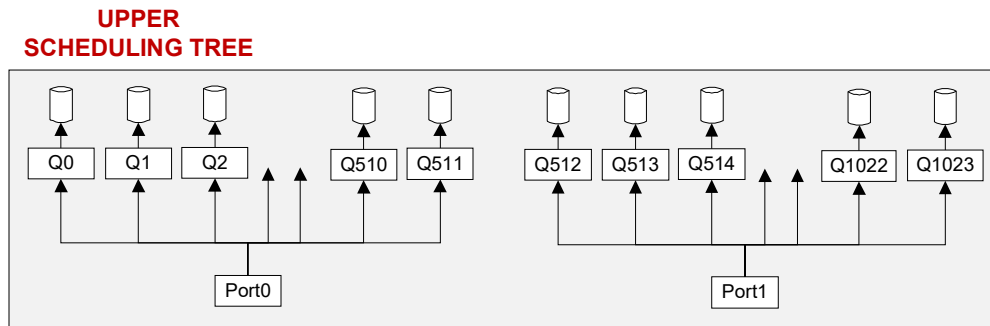 UPPER
SCHEDULING TREE
Q0 Q1 Q2 Q510 Q511 Q512 Q513 Q514 Q1022 Q1023
Port0 Port1